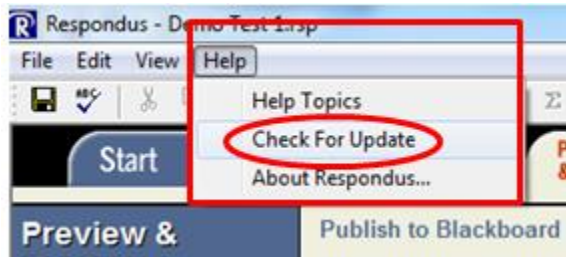 Respondus - Demo Test 1.rsp
File Edit View Help
ABC Σ
Help Topics
Start Check For Update
About Respondus...
Preview & Publish to Blackboard